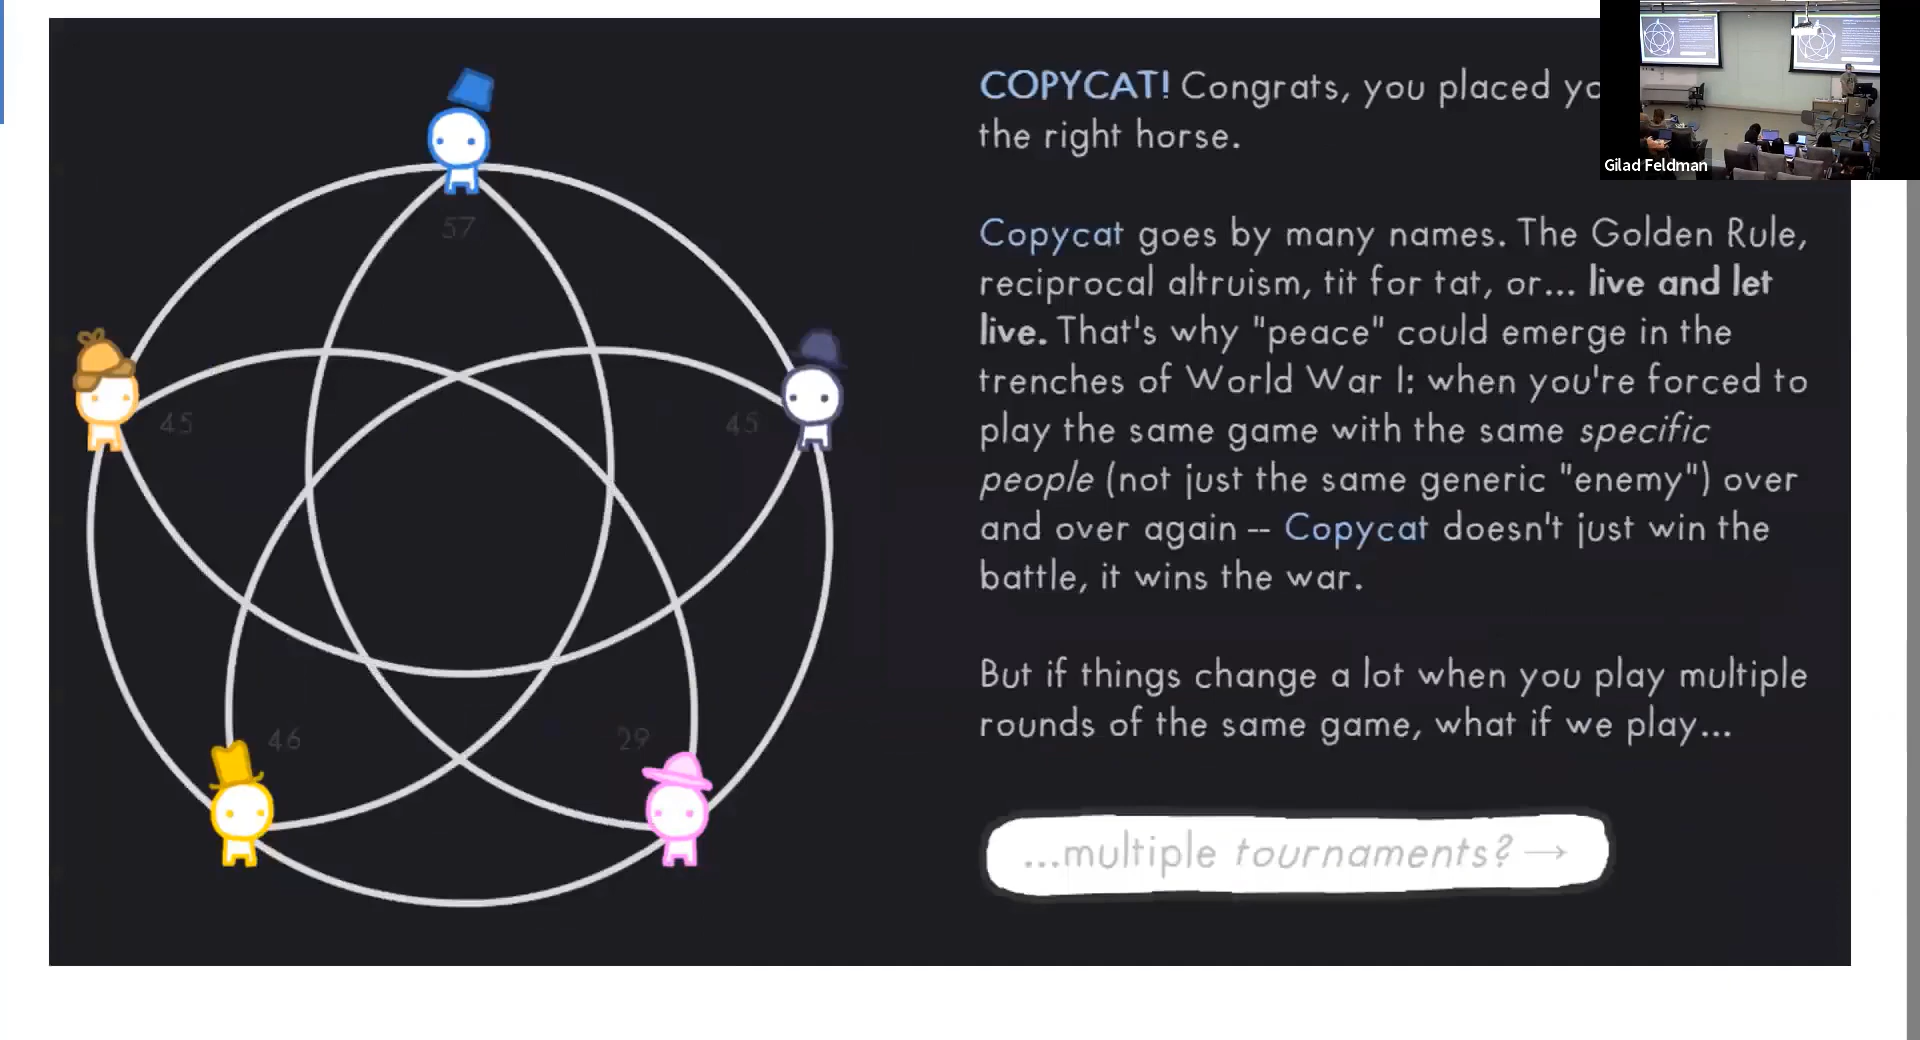 COPYCAT! Congrats, you placed
the right horse.
Copycat goes by many names. The Golden Rule,
reciprocal altruism, tit for tat, or... live and let
live. That's why "peace" could emerge in the
trenches of World War I: when you're forced to
play the same game with the same specific
people (not just the same generic "enemy") over
and over again -- Copycat doesn't just win the
battle, it wins the war.
But if things change a lot when you play multiple
rounds of the same game, what if we play...
...multiple tournaments? →
57
45
45
46
29
Gilad Feldman